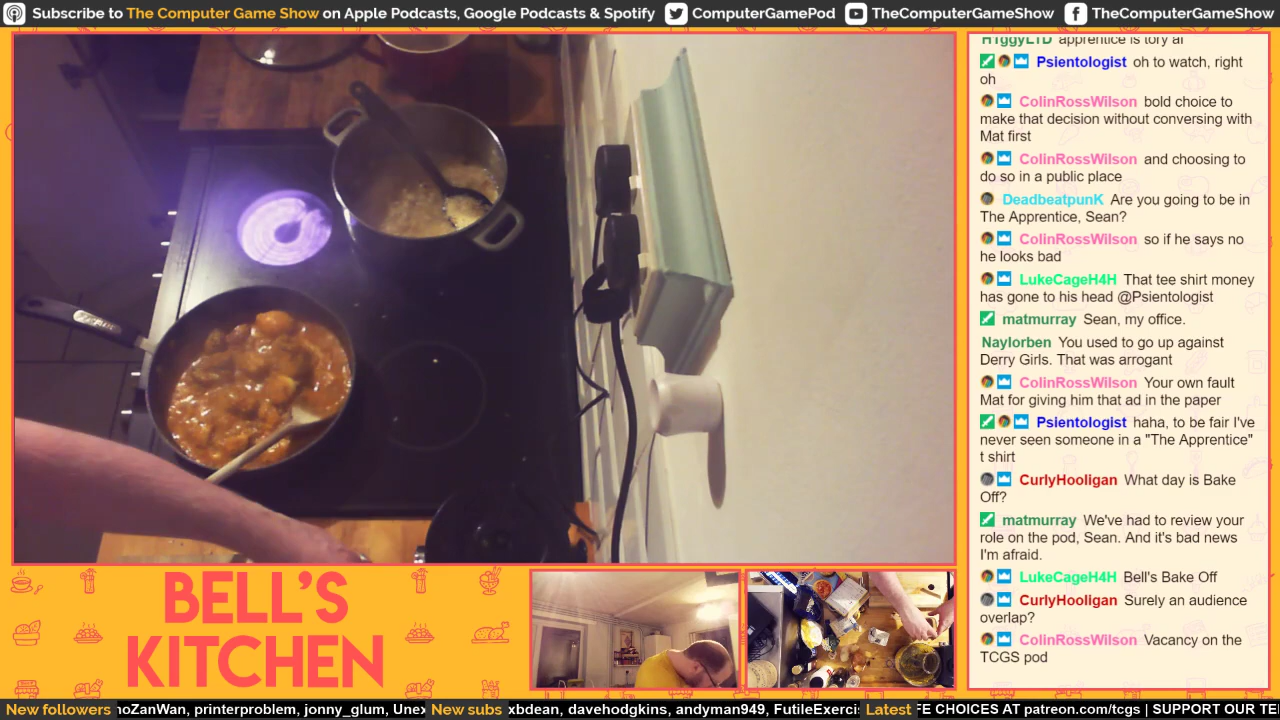 Subscribe to The Computer Game Show on Apple Podcasts, Google Podcasts & Spotify ComputerGamePod TheComputerGameShow TheComputerGameShow
H1ggyLTD apprentice is tory af
Psientologist oh to watch, right
oh
ColinRossWilson bold choice to
make that decision without conversing with
Mat first
ColinRossWilson and choosing to
do so in a public place
DeadbeatpunK Are you going to be in
The Apprentice, Sean?
ColinRossWilson so if he says no
he looks bad
LukeCageH4H That tee shirt money
has gone to his head @Psientologist
matmurray Sean, my office.
Naylorben You used to go up against
Derry Girls. That was arrogant
ColinRossWilson Your own fault
Mat for giving him that ad in the paper
Psientologist haha, to be fair I've
never seen someone in a "The Apprentice"
t shirt
CurlyHooligan What day is Bake
Off?
matmurray We've had to review your
role on the pod, Sean. And it's bad news
I'm afraid.
LukeCageH4H Bell's Bake Off
CurlyHooligan Surely an audience
overlap?
ColinRossWilson Vacancy on the
TCGS pod
BELL'S
KITCHEN
New followers noZanWan, printerproblem, jonny_glum, Unex New subs xbdean, davehodgkins, andyman949, FutileExerci Latest FE CHOICES AT patreon.com/tcgs | SUPPORT OUR TE